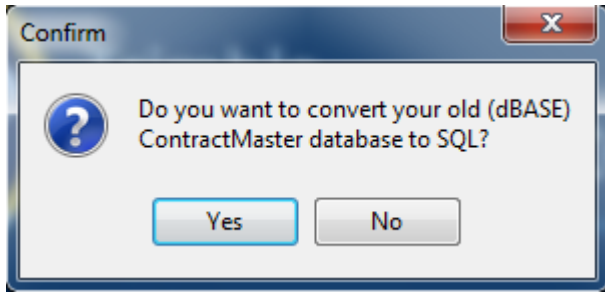 Confirm
Do you want to convert your old (dBASE)
ContractMaster database to SQL?
Yes
No